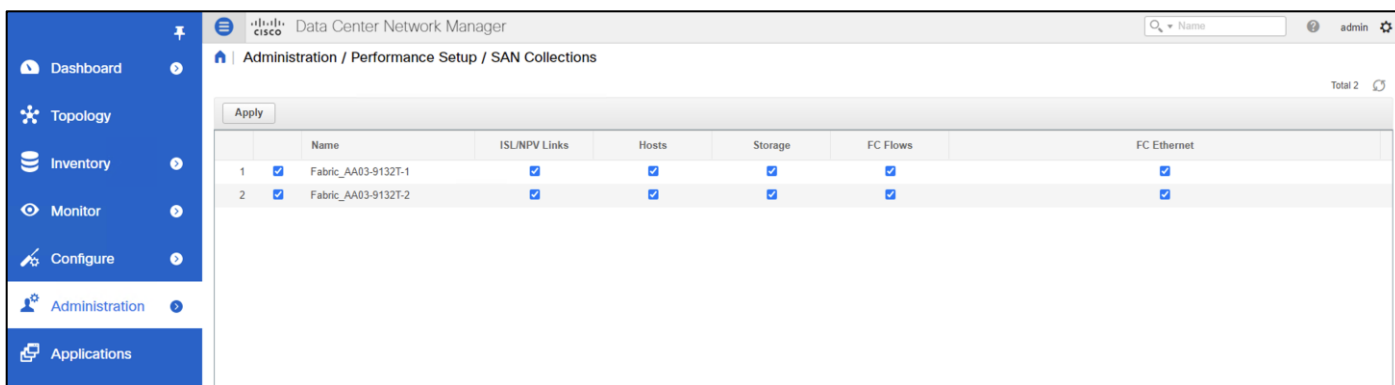 CISCO Data Center Network Manager
Name
admin
Administration / Performance Setup / SAN Collections
Total 2
Apply
Name ISL/NPV Links Hosts Storage FC Flows FC Ethernet
1 Fabric_AA03-9132T-1
2 Fabric_AA03-9132T-2
Dashboard
Topology
Inventory
Monitor
Configure
Administration
Applications